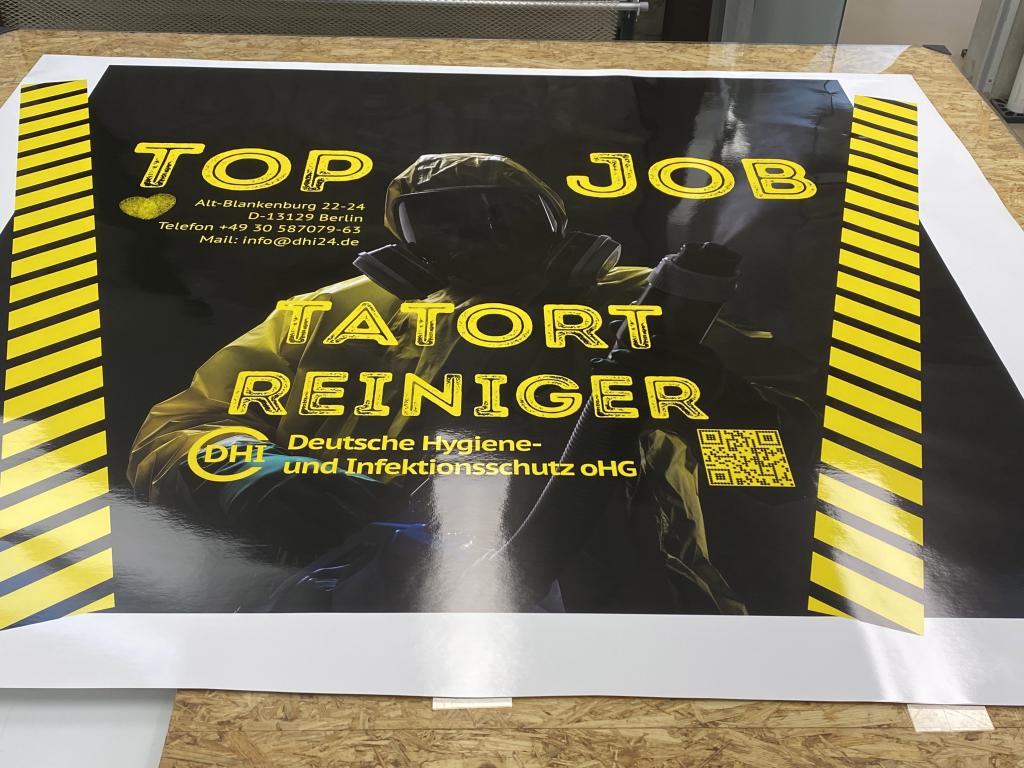 TOP JOB
Alt-Blankenburg 22-24
D-13129 Berlin
Telefon +49 30 587079-63
Mail: info@dhi24.de
TATORT
REINIGER
DHI
Deutsche Hygiene-
und Infektionsschutz oHG